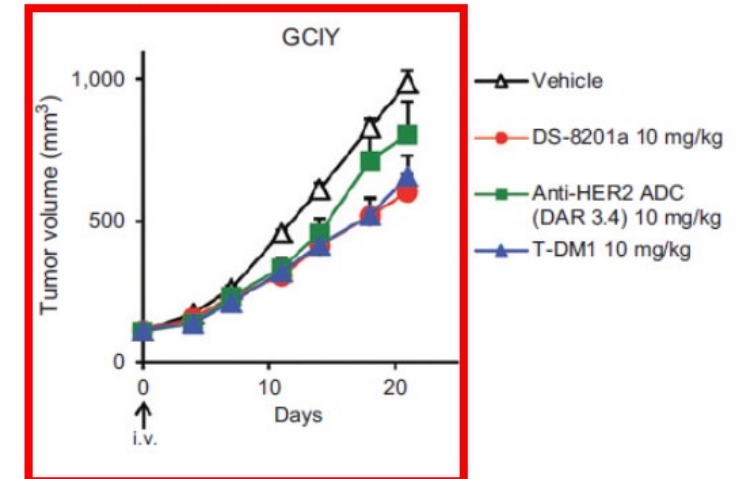 GCIY
1,000
500
0
Tumor volume (mm³)
0
10
20
Days
i.v.
Vehicle
DS-8201a 10 mg/kg
Anti-HER2 ADC
(DAR 3.4) 10 mg/kg
T-DM1 10 mg/kg